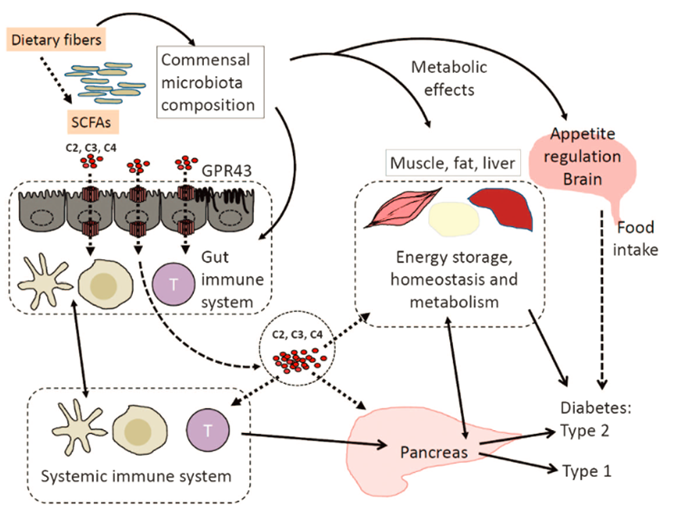 Dietary fibers
Commensal
microbiota
composition
Metabolic
effects
SCFAs
C2, C3, C4
GPR43
Muscle, fat, liver
Appetite
regulation
Brain
Food
intake
Gut
immune
system
T
Energy storage,
homeostasis and
metabolism
C2, C3, C4
T
Systemic immune system
Pancreas
Diabetes:
Type 2
Type 1